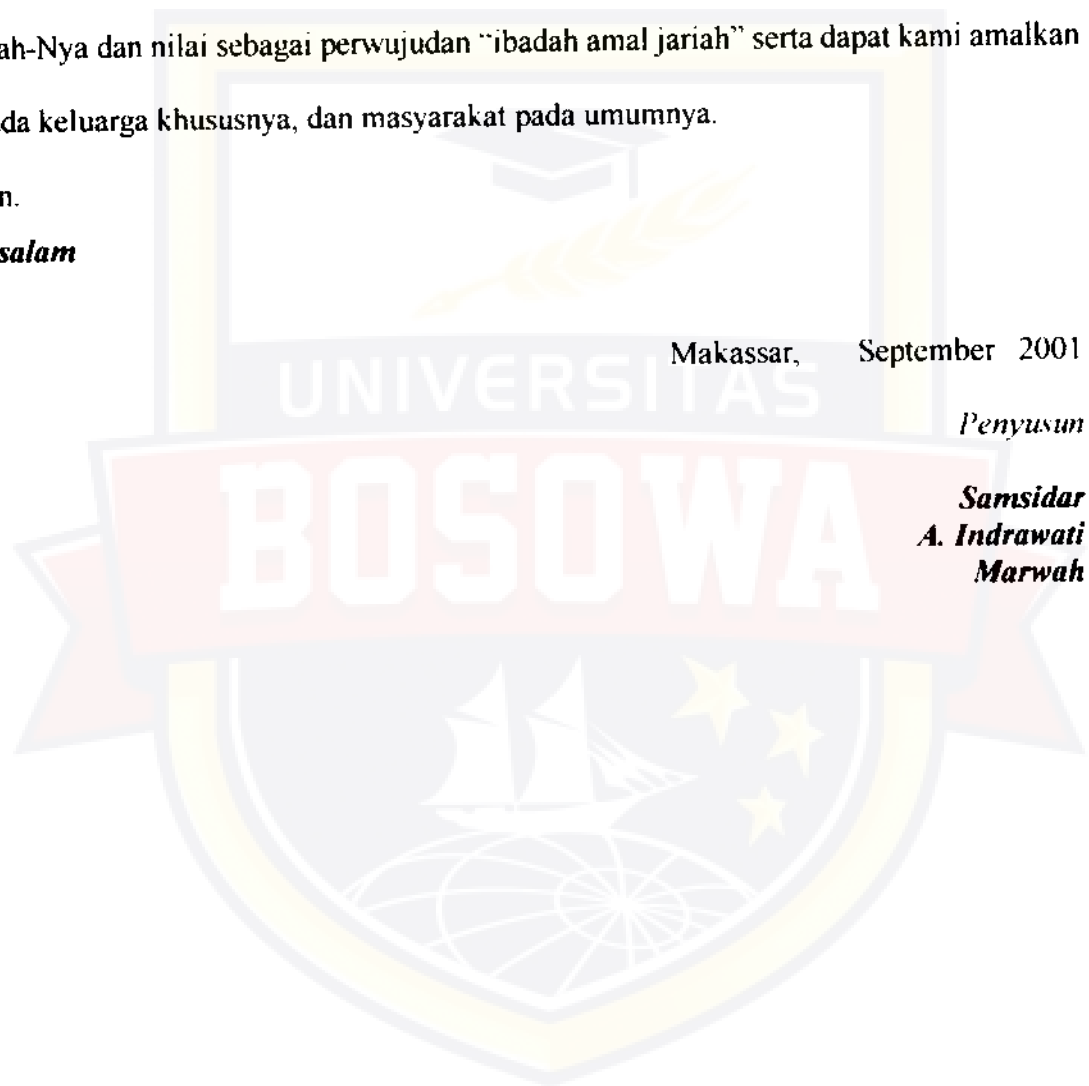 ah-Nya dan nilai sebagai perwujudan “ibadah amal jariah” serta dapat kami amalkan
da keluarga khususnya, dan masyarakat pada umumnya.
n.
salam
Makassar, September 2001
Penyusun
Samsidar
A. Indrawati
Marwah
UNIVERSITAS
BOSOWA